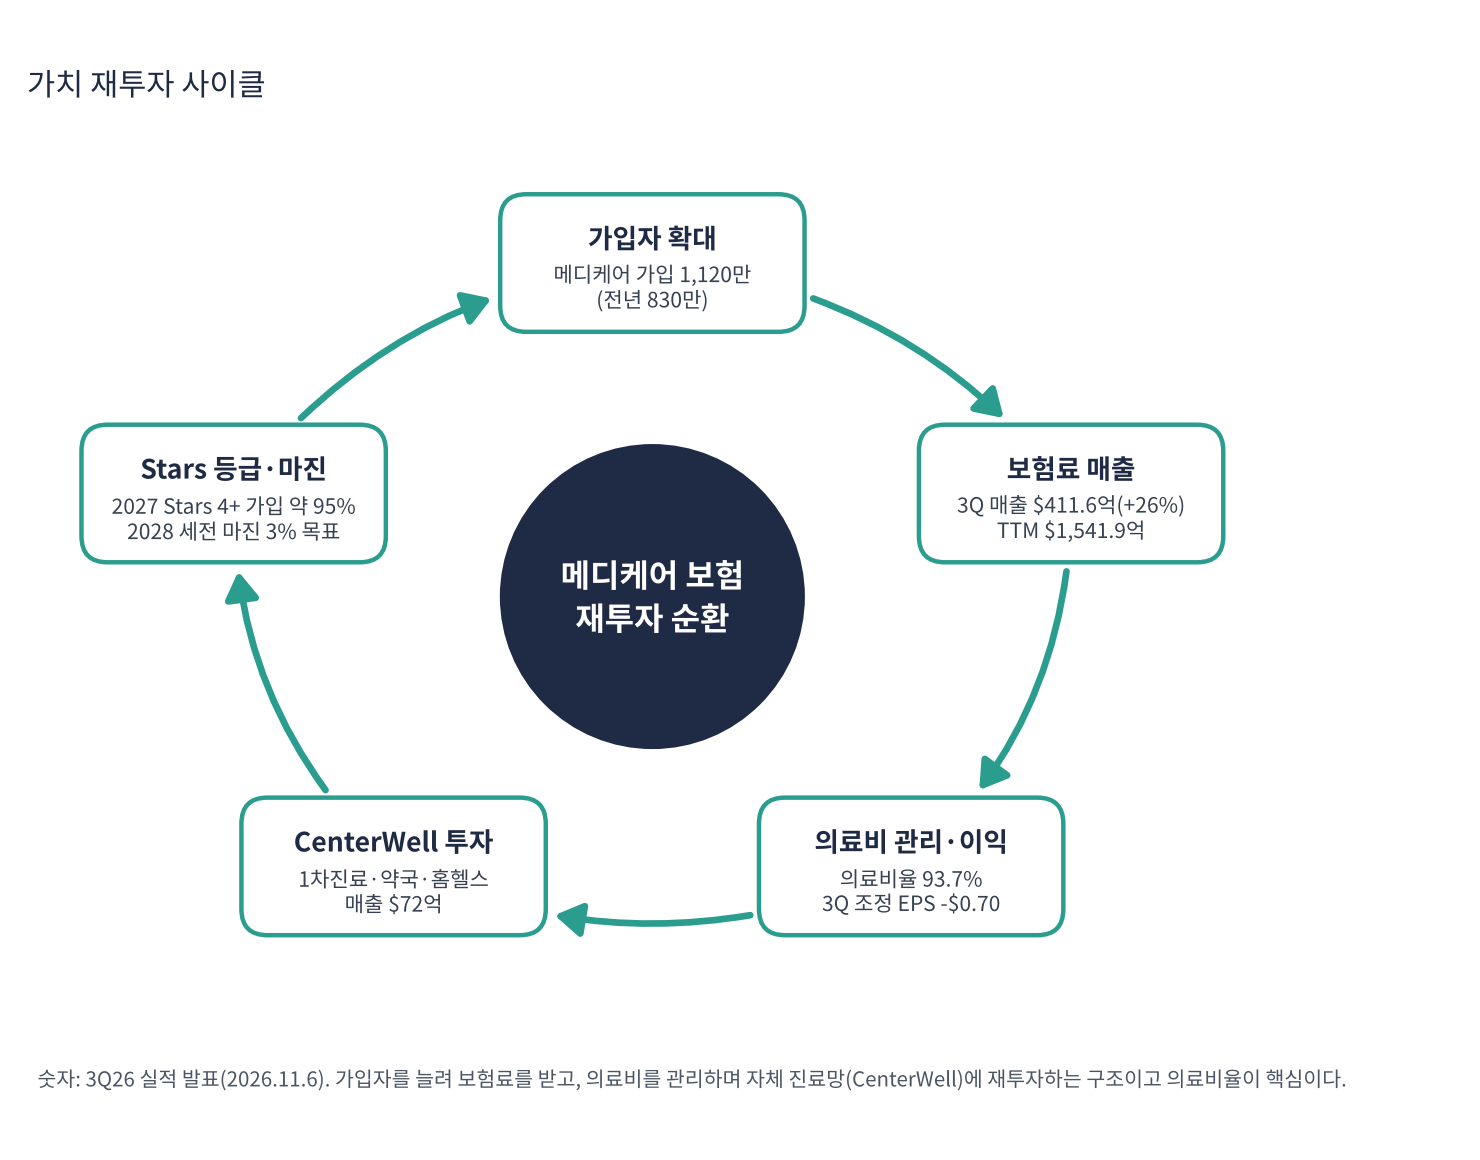 가치 재투자 사이클
가입자 확대
메디케어 가입 1,120만
(전년 830만)
보험료 매출
3Q 매출 $411.6억(+26%)
TTM $1,541.9억
의료비 관리·이익
의료비율 93.7%
3Q 조정 EPS -$0.70
CenterWell 투자
1차진료·약국·홈헬스
매출 $72억
Stars 등급·마진
2027 Stars 4+ 가입 약 95%
2028 세전 마진 3% 목표
메디케어 보험
재투자 순환
숫자: 3Q26 실적 발표(2026.11.6). 가입자를 늘려 보험료를 받고, 의료비를 관리하며 자체 진료망(CenterWell)에 재투자하는 구조이고 의료비율이 핵심이다.